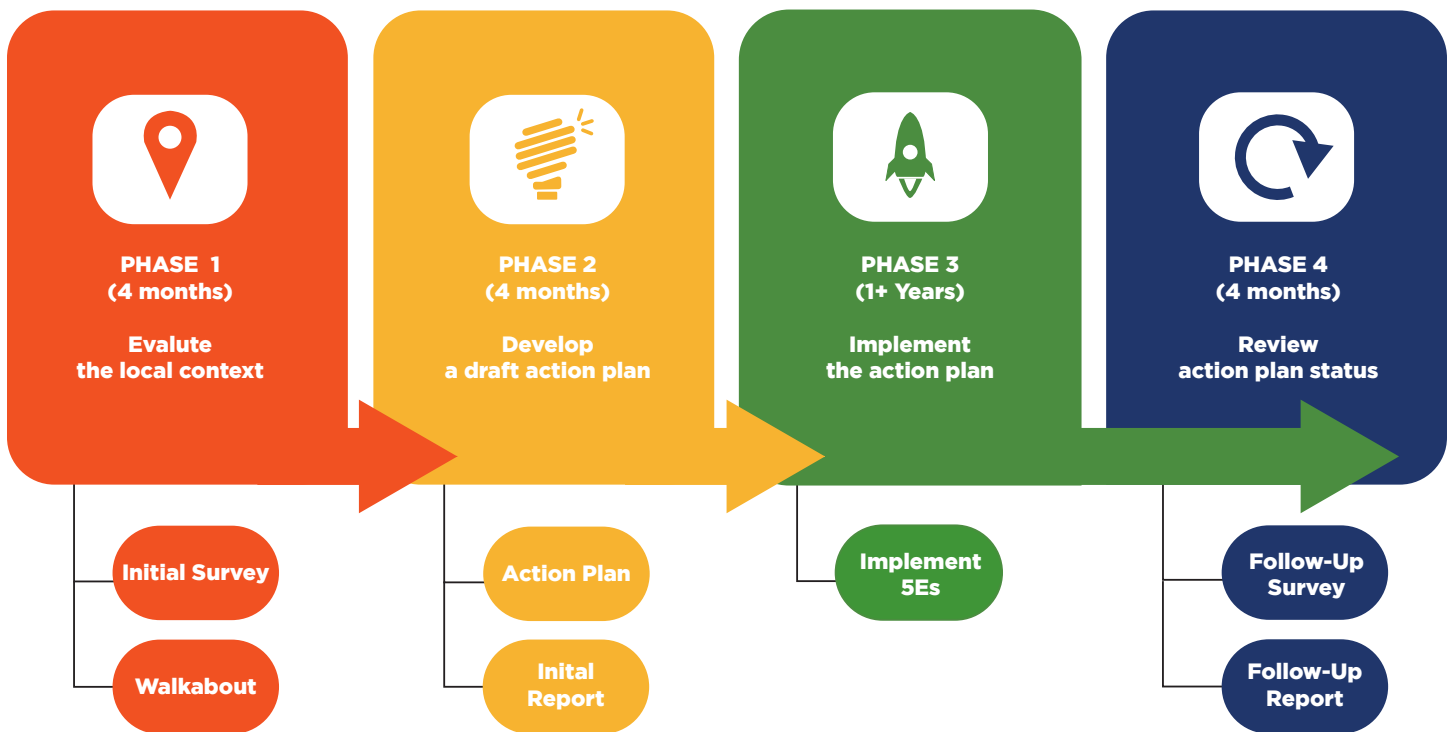 PHASE 1
(4 months)
Evalute
the local context
Initial Survey
Walkabout
PHASE 2
(4 months)
Develop
a draft action plan
Action Plan
Inital
Report
PHASE 3
(1+ Years)
Implement
the action plan
Implement
5Es
PHASE 4
(4 months)
Review
action plan status
Follow-Up
Survey
Follow-Up
Report